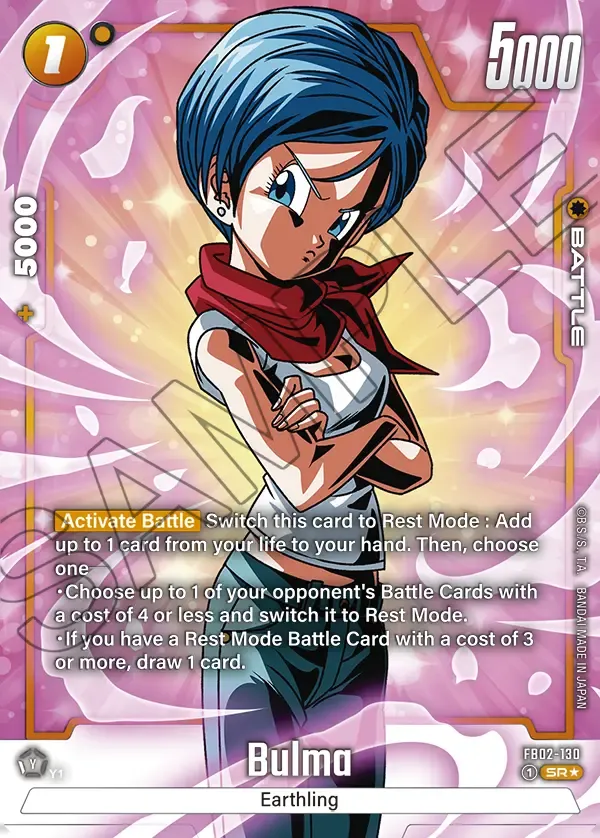 1
5000
+ 5000
BATTLE
SAMPLE
Activate Battle Switch this card to Rest Mode : Add
up to 1 card from your life to your hand. Then, choose
one―
・Choose up to 1 of your opponent's Battle Cards with
a cost of 4 or less and switch it to Rest Mode.
・If you have a Rest Mode Battle Card with a cost of 3
or more, draw 1 card.
©B.S./S., T.A. BANDAI MADE IN JAPAN
Y
Y1
Bulma
FB02-130
1 SR★
Earthling